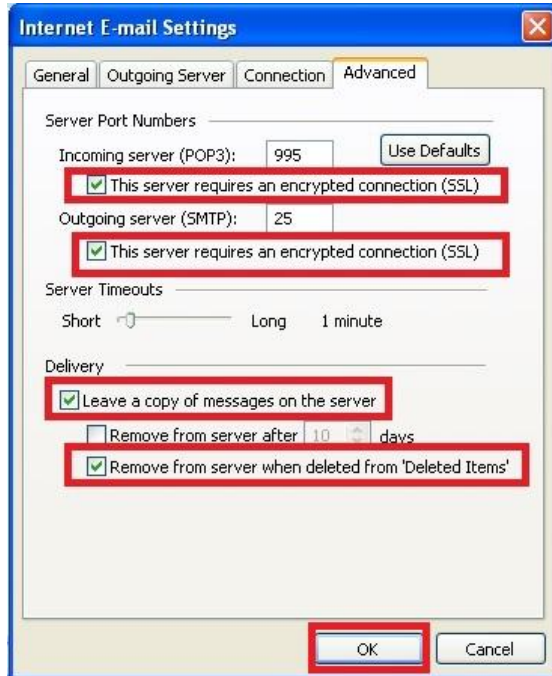 Internet E-mail Settings
General Outgoing Server Connection Advanced
Server Port Numbers
Incoming server (POP3): 995 Use Defaults
This server requires an encrypted connection (SSL)
Outgoing server (SMTP): 25
This server requires an encrypted connection (SSL)
Server Timeouts
Short Long 1 minute
Delivery
Leave a copy of messages on the server
Remove from server after 10 days
Remove from server when deleted from 'Deleted Items'
OK Cancel